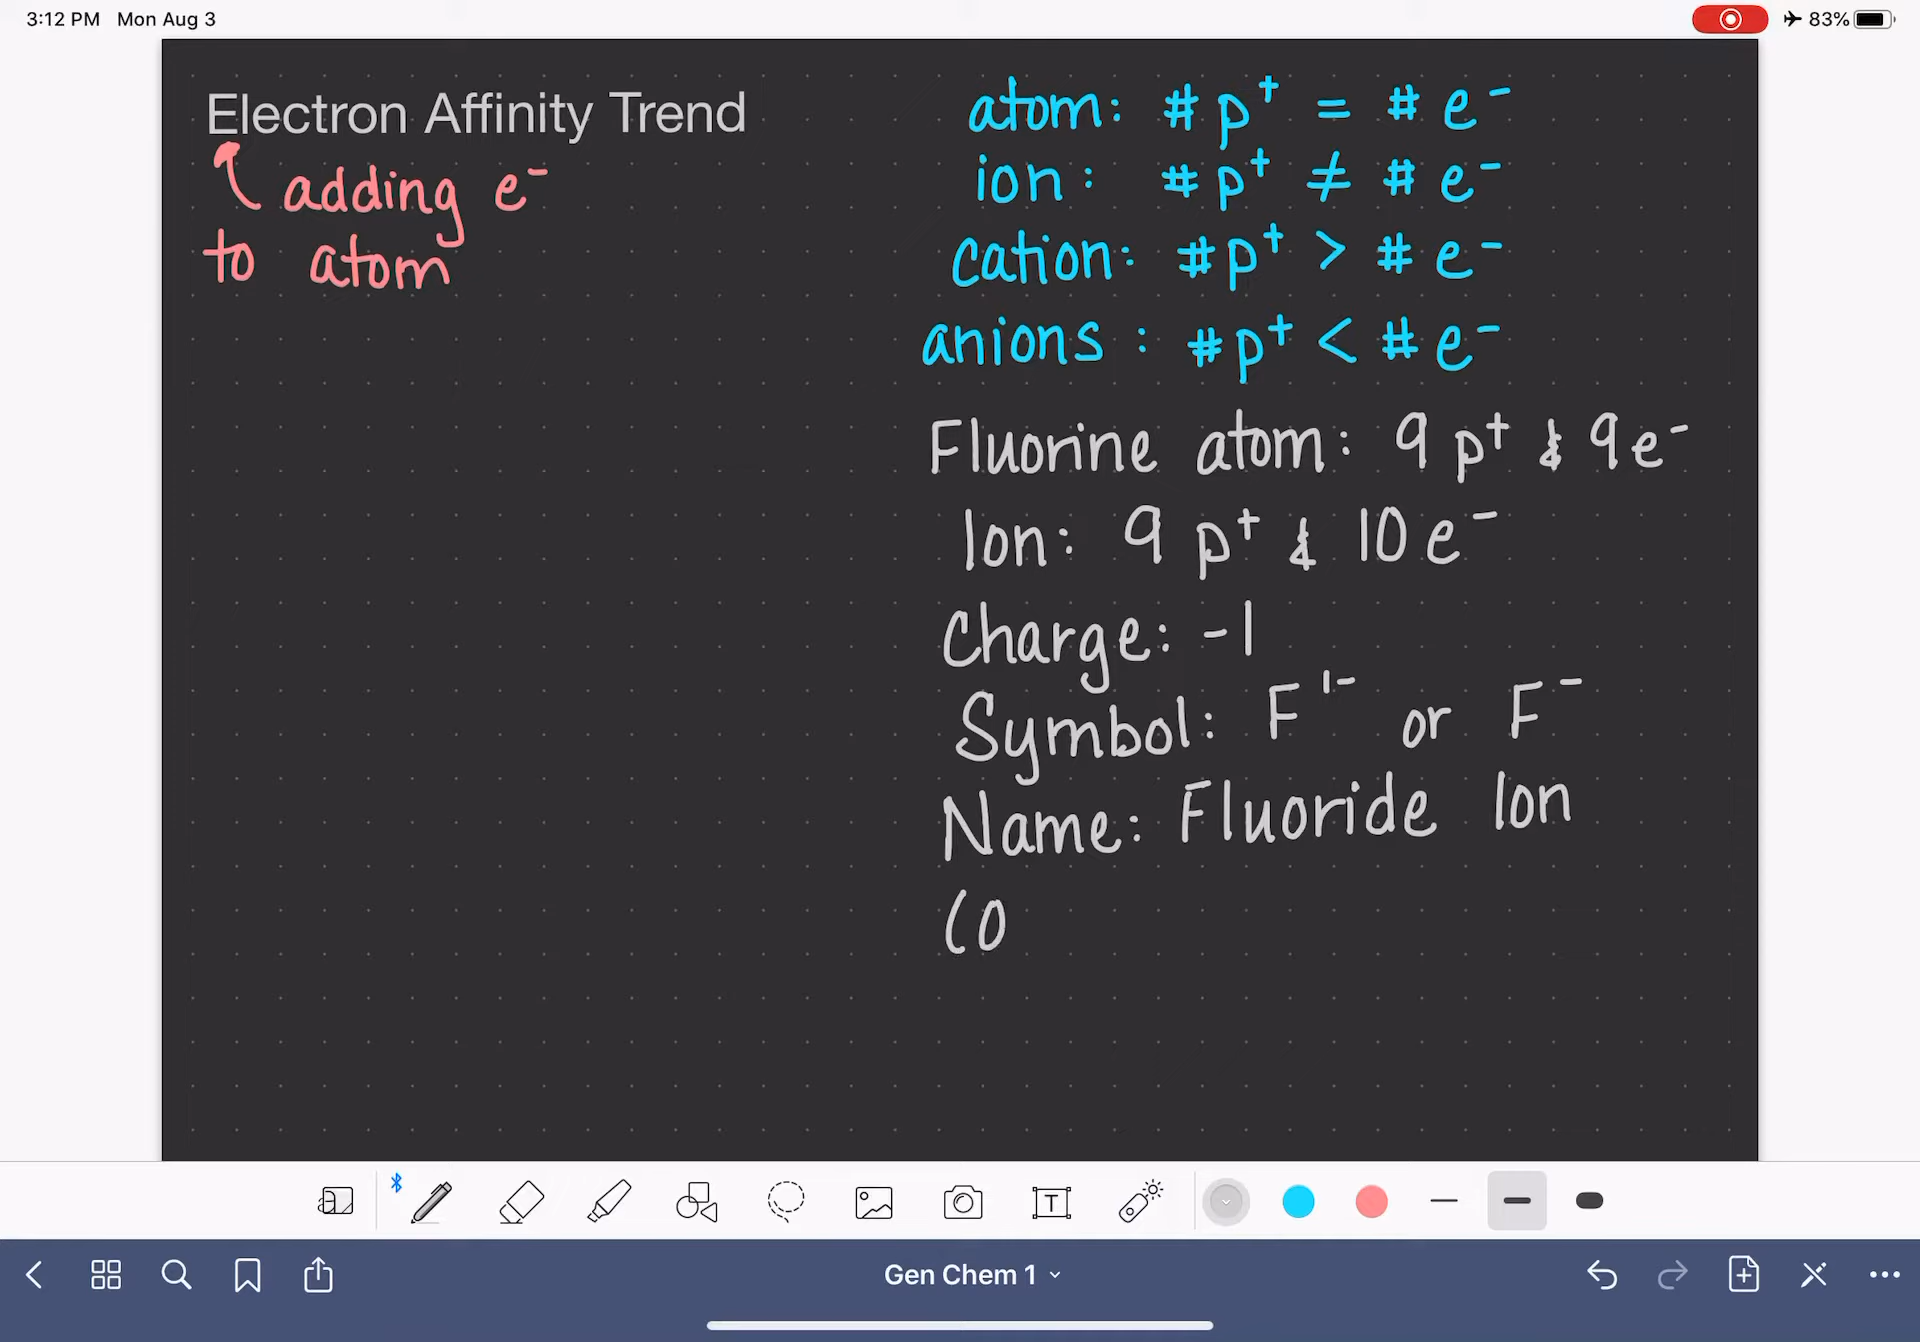 3:12 PM Mon Aug 3
83%
Electron Affinity Trend
adding e⁻
to atom
atom: # p⁺ = # e⁻
ion: # p⁺ ≠ # e⁻
cation: # p⁺ > # e⁻
anions : # p⁺ < # e⁻
Fluorine atom: 9 p⁺ & 9 e⁻
Ion: 9 p⁺ & 10 e⁻
Charge: -1
Symbol: F¹⁻ or F⁻
Name: Fluoride Ion
(0
T
Gen Chem 1